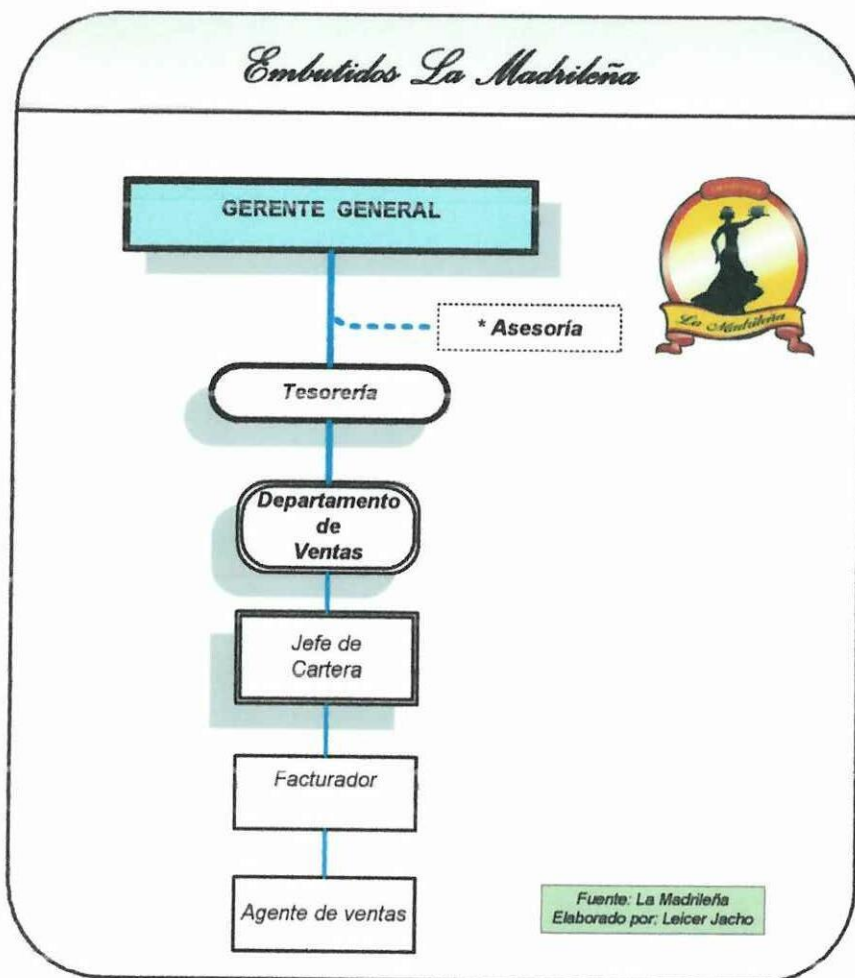 Embutidos La Madrileña
GERENTE GENERAL
* Asesoría
La Madrileña
Tesorería
Departamento
de
Ventas
Jefe de
Cartera
Facturador
Agente de ventas
Fuente: La Madrileña
Elaborado por: Leicer Jacho